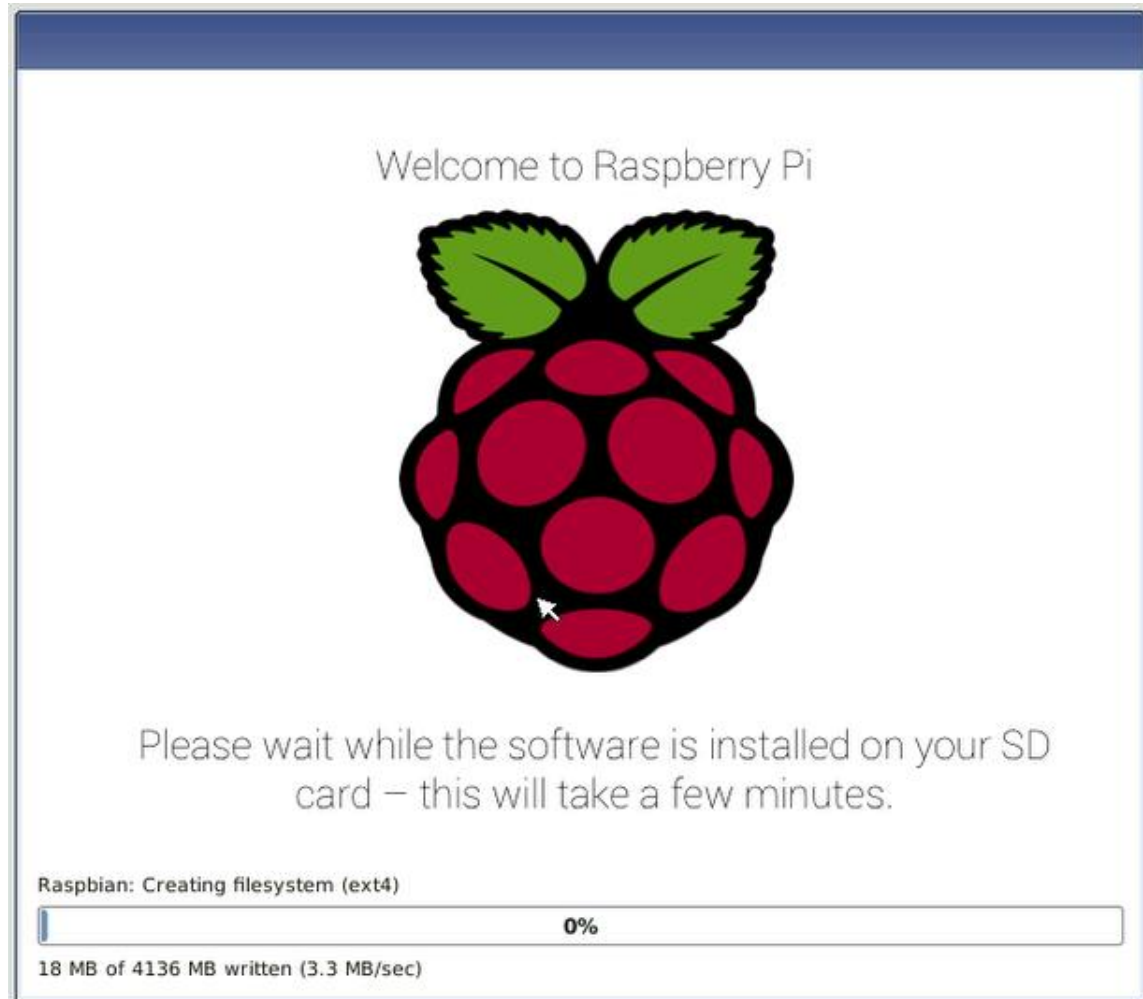 Welcome to Raspberry Pi
Please wait while the software is installed on your SD
card – this will take a few minutes.
Raspbian: Creating filesystem (ext4)
0%
18 MB of 4136 MB written (3.3 MB/sec)